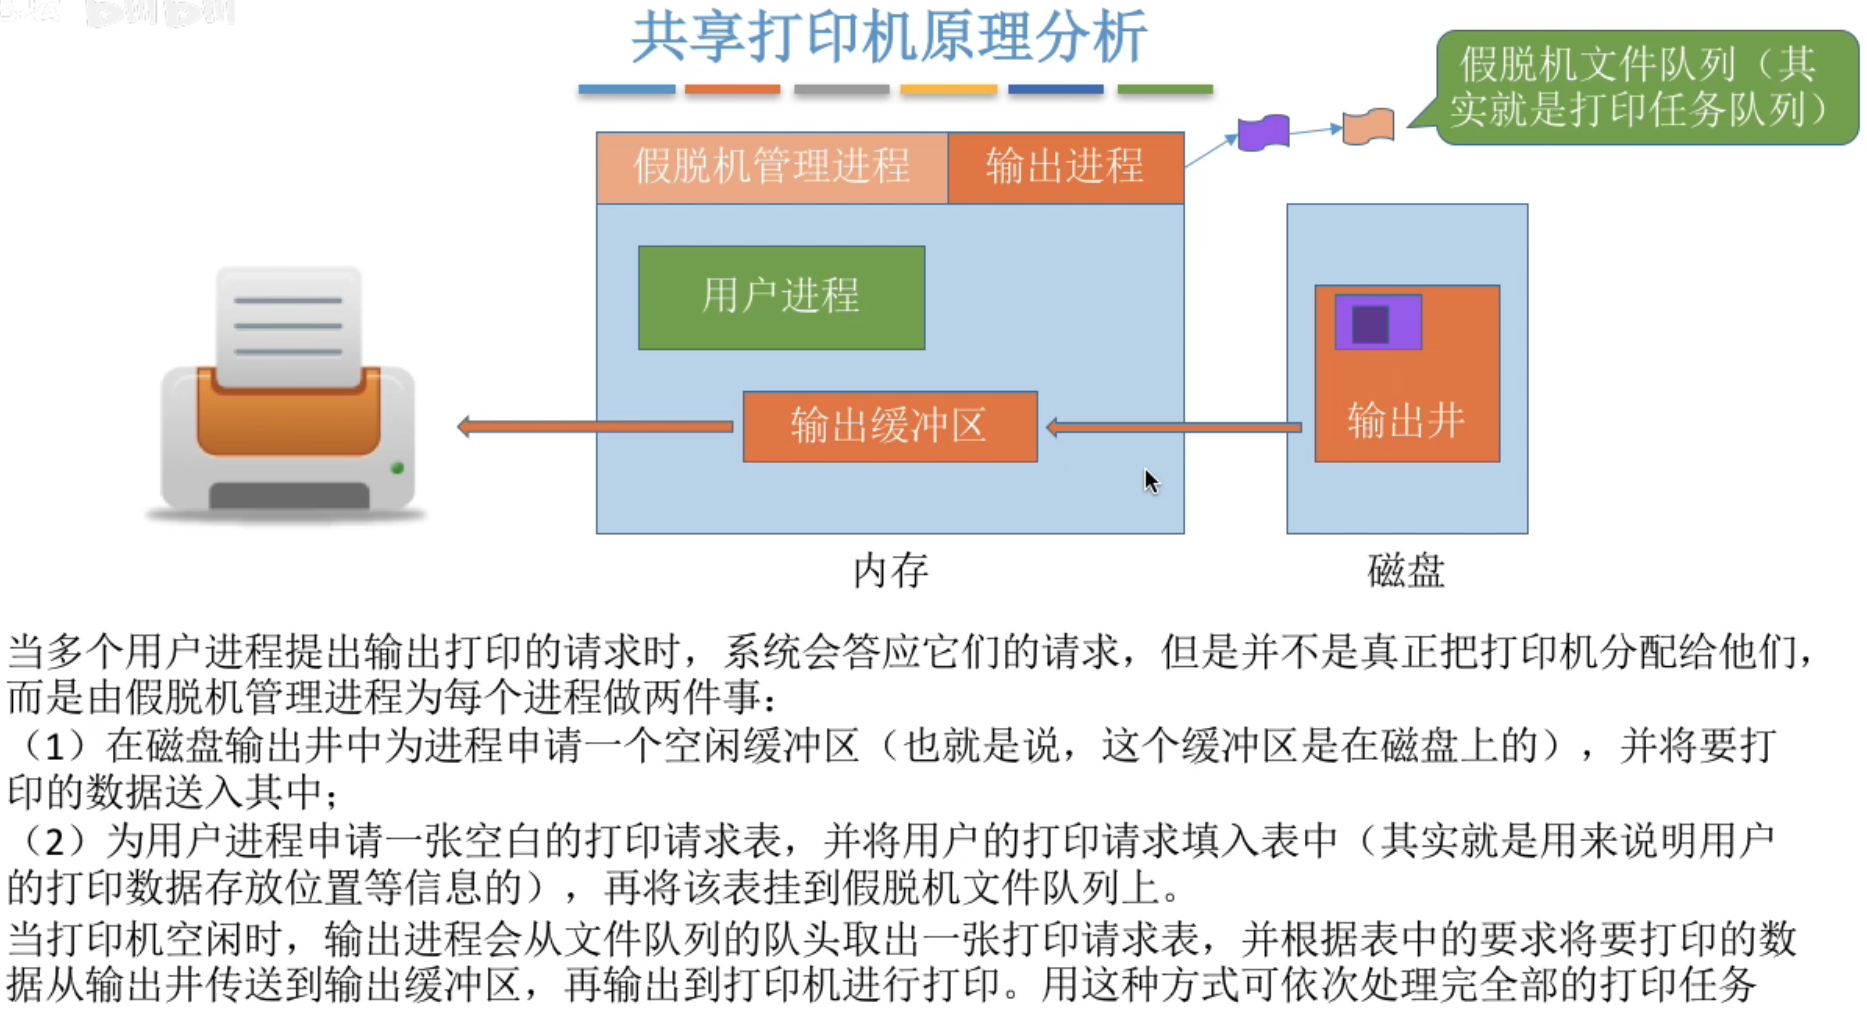 共享打印机原理分析
假脱机文件队列（其
实就是打印任务队列）
假脱机管理进程
输出进程
用户进程
输出缓冲区
输出井
内存
磁盘
当多个用户进程提出输出打印的请求时，系统会答应它们的请求，但是并不是真正把打印机分配给他们，
而是由假脱机管理进程为每个进程做两件事：
（1）在磁盘输出井中为进程申请一个空闲缓冲区（也就是说，这个缓冲区是在磁盘上的），并将要打
印的数据送入其中；
（2）为用户进程申请一张空白的打印请求表，并将用户的打印请求填入表中（其实就是用来说明用户
的打印数据存放位置等信息的），再将该表挂到假脱机文件队列上。
当打印机空闲时，输出进程会从文件队列的队头取出一张打印请求表，并根据表中的要求将要打印的数
据从输出井传送到输出缓冲区，再输出到打印机进行打印。用这种方式可依次处理完全部的打印任务